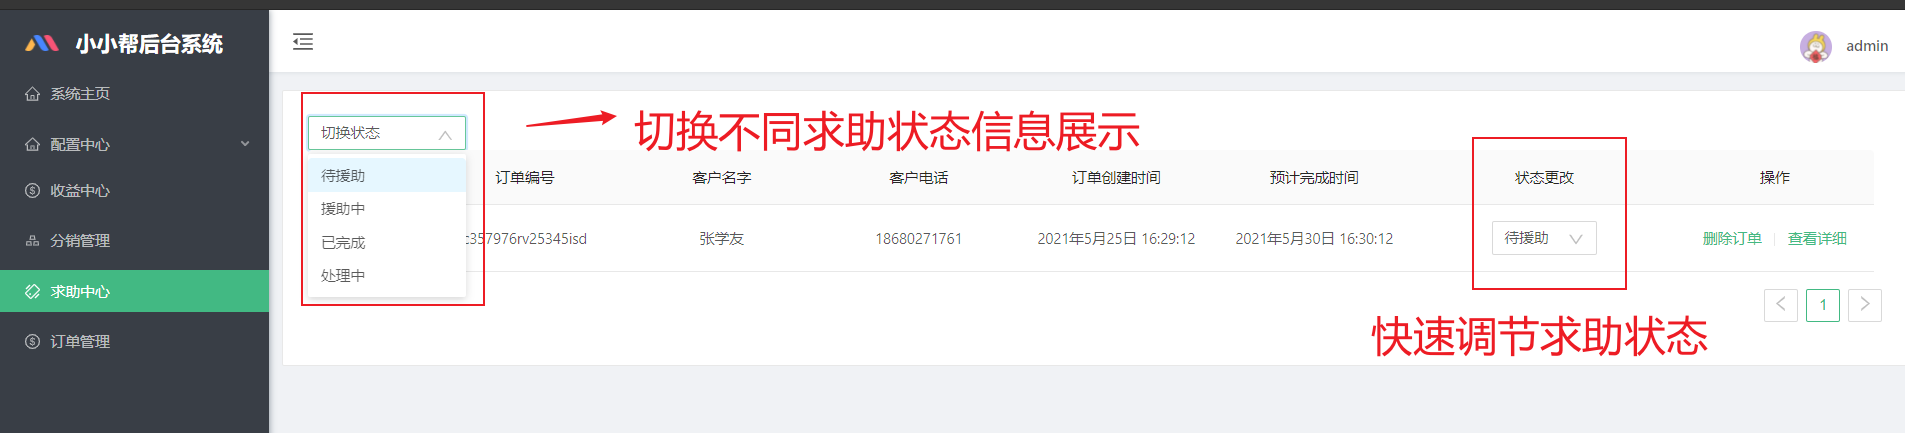 小小帮后台系统
admin
系统主页
配置中心
收益中心
分销管理
求助中心
订单管理
切换状态
切换不同求助状态信息展示
待援助
援助中
已完成
处理中
订单编号 客户名字 客户电话 订单创建时间 预计完成时间 状态更改 操作
357976rv25345isd 张学友 18680271761 2021年5月25日 16:29:12 2021年5月30日 16:30:12 待援助 删除订单 查看详细
1
快速调节求助状态